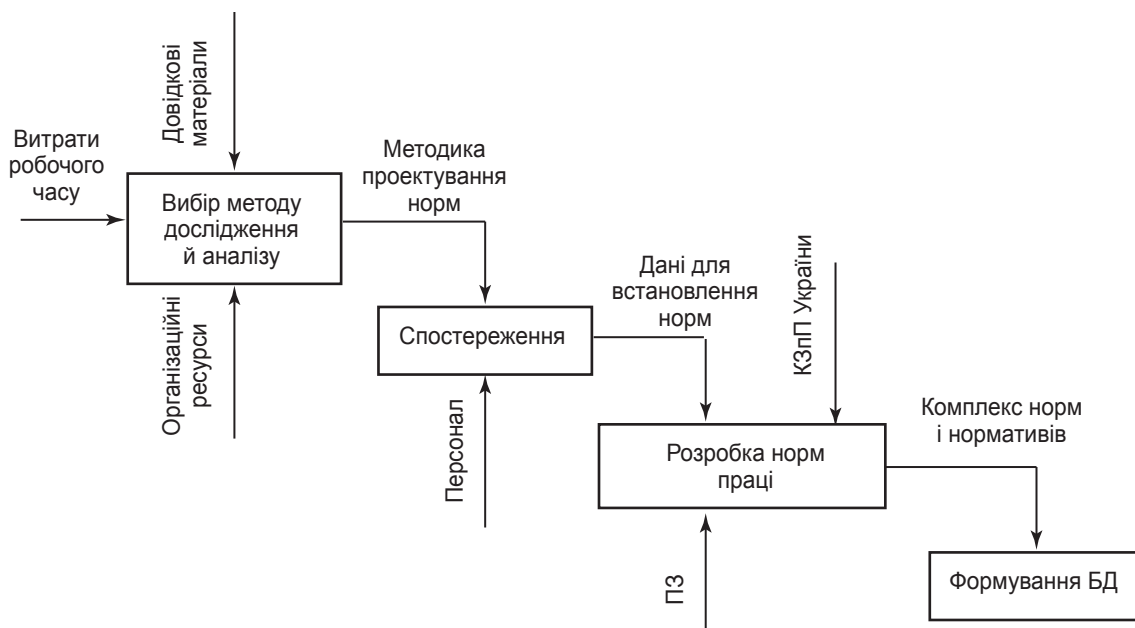 Довідкові
матеріали
Витрати
робочого
часу
Вибір методу
дослідження
й аналізу
Організаційні
ресурси
Методика
проектування
норм
Спостереження
Персонал
Дані для
встановлення
норм
КЗпП України
Розробка норм
праці
ПЗ
Комплекс норм
і нормативів
Формування БД